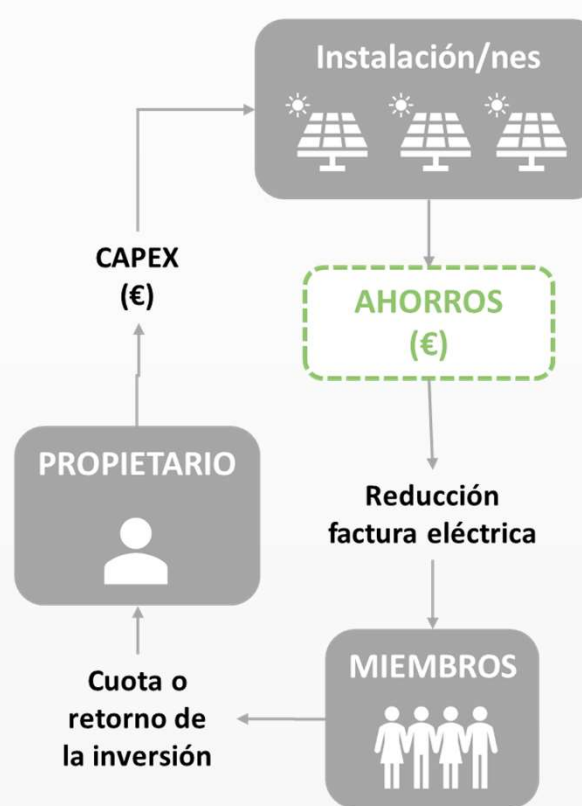 Instalación/nes
CAPEX
(€)
AHORROS
(€)
PROPIETARIO
Reducción
factura eléctrica
MIEMBROS
Cuota o
retorno de
la inversión